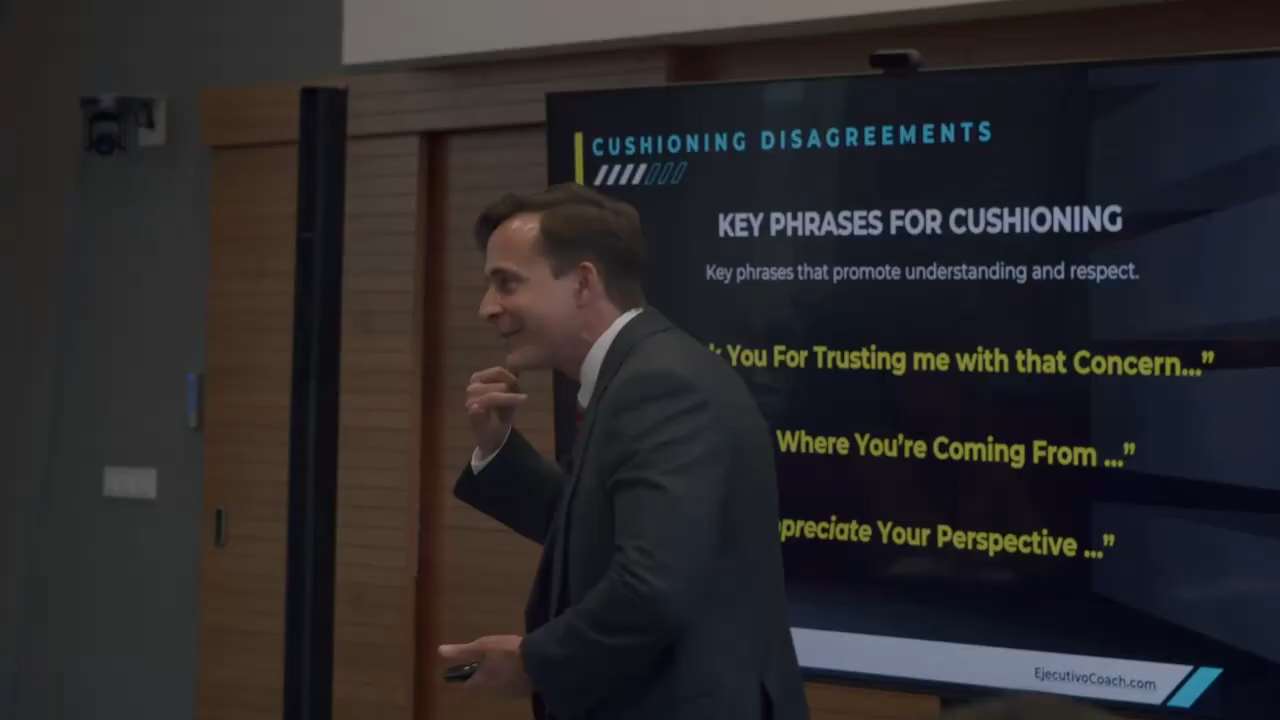 CUSHIONING DISAGREEMENTS
KEY PHRASES FOR CUSHIONING
Key phrases that promote understanding and respect.
You For Trusting me with that Concern...”
Where You’re Coming From ...”
Your Perspective ...”
EjecutivoCoach.com